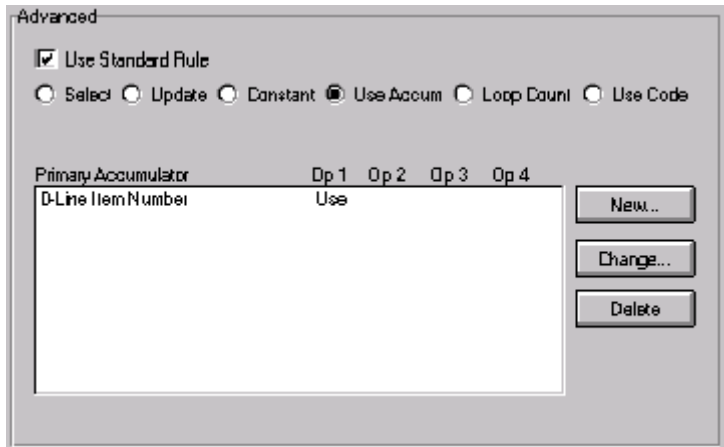 Advanced
Use Standard Rule
Select Update Constant Use Accum Loop Count Use Code
Primary Accumulator Op 1 Op 2 Op 3 Op 4
0-Line Item Number Use
New...
Change...
Delete